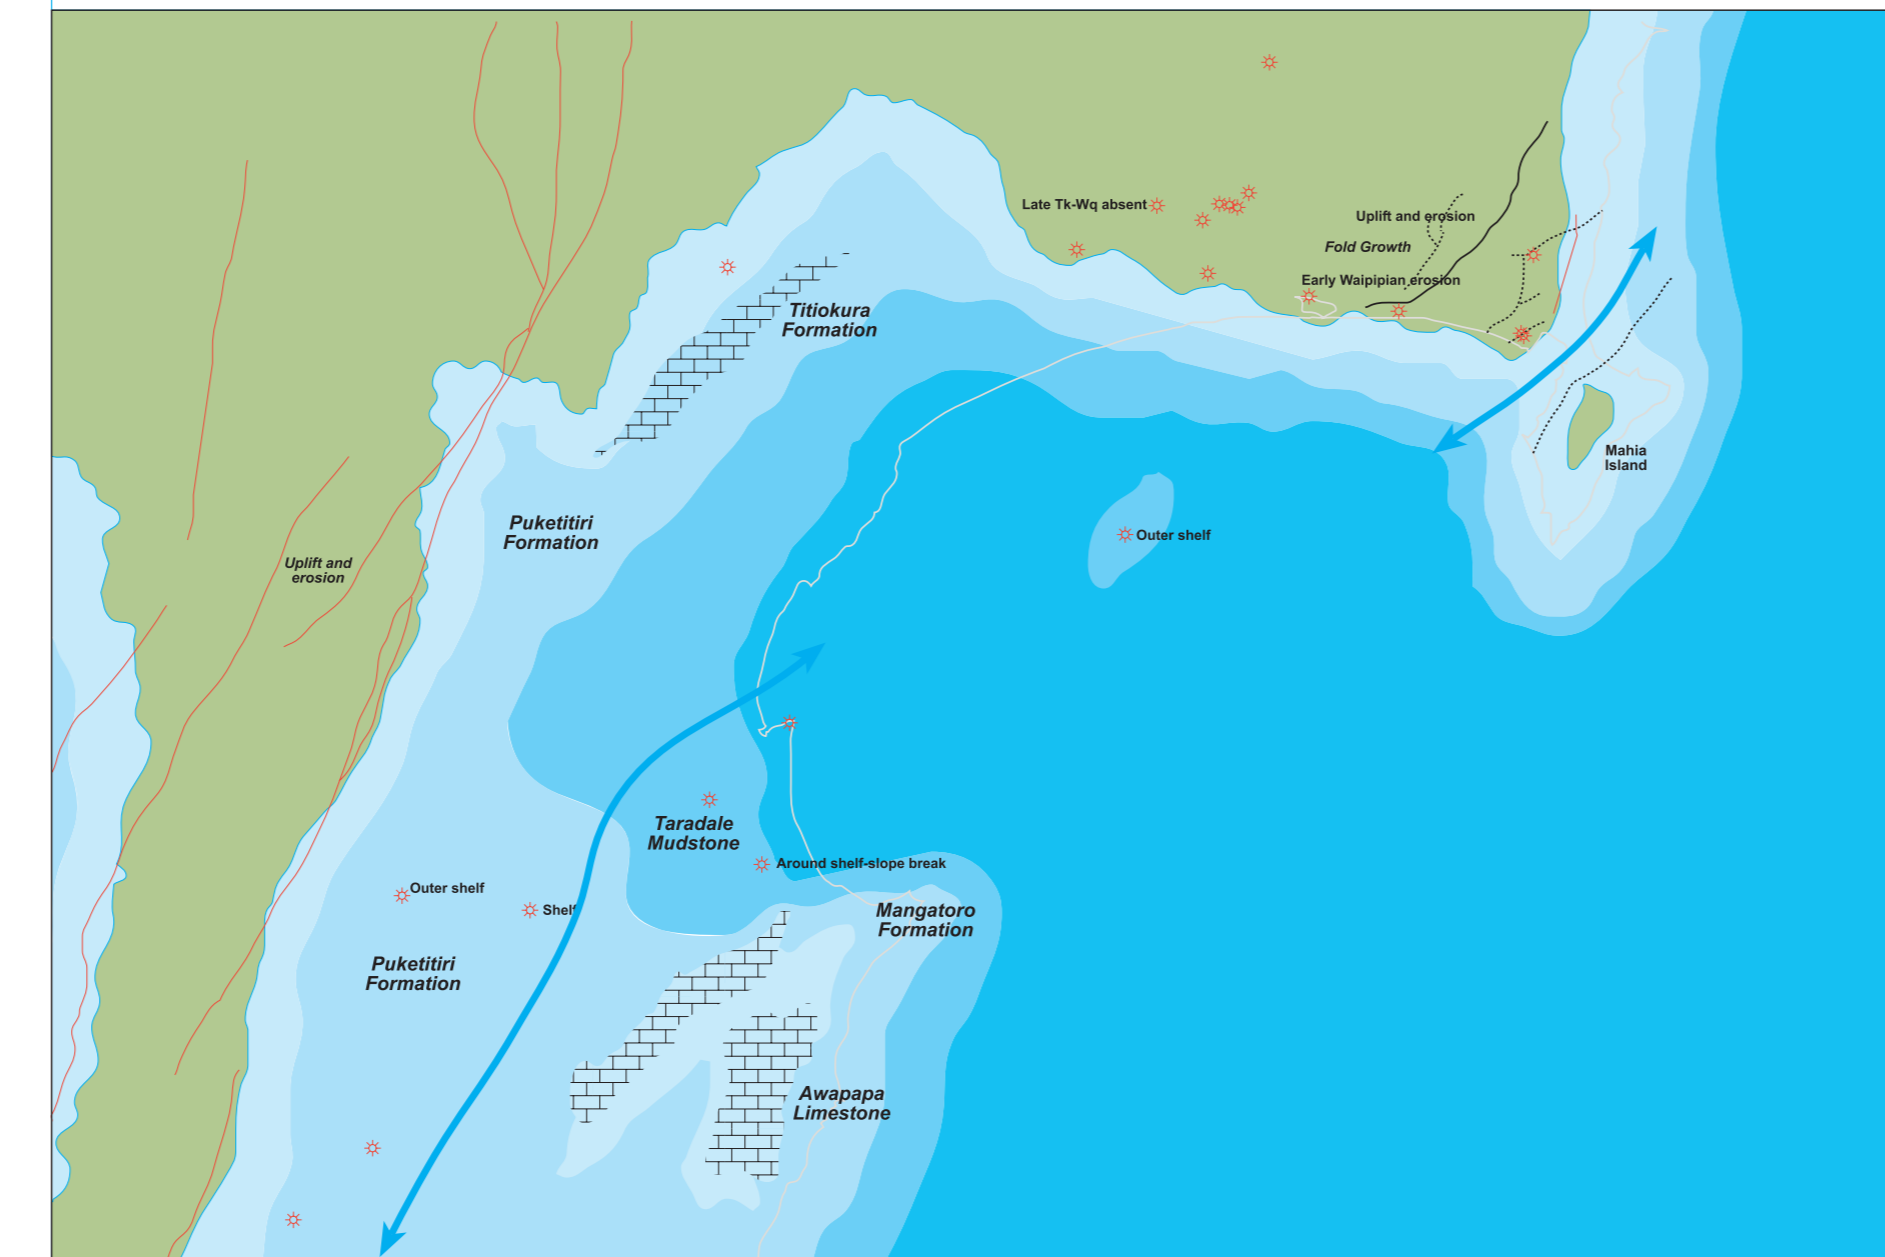 Late Tk-Wq absent
Uplift and erosion
Fold Growth
Early Waipipian erosion
Titiokura
Formation
Mahia
Island
Puketitiri
Formation
Outer shelf
Uplift and
erosion
Taradale
Mudstone
Around shelf-slope break
Outer shelf
Shelf
Mangatoro
Formation
Puketitiri
Formation
Awapapa
Limestone